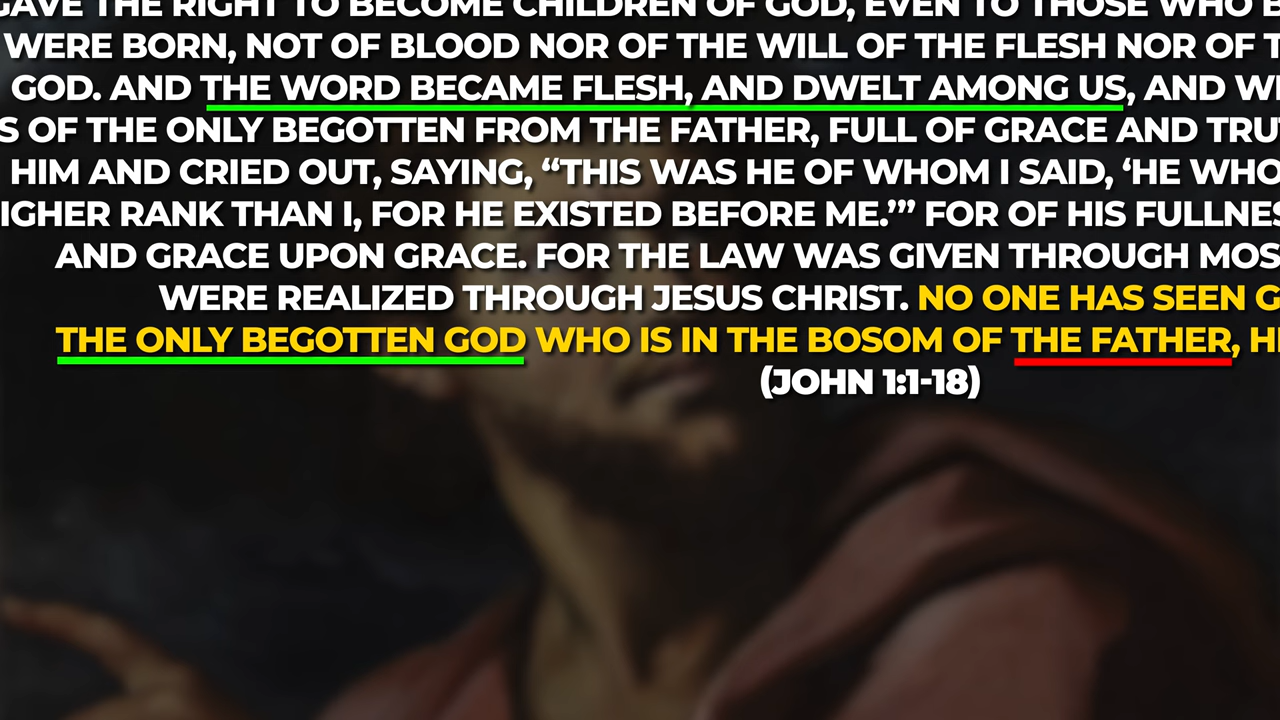 GAVE THE RIGHT TO BECOME CHILDREN OF GOD, EVEN TO THOSE WHO
WERE BORN, NOT OF BLOOD NOR OF THE WILL OF THE FLESH NOR OF
GOD. AND THE WORD BECAME FLESH, AND DWELT AMONG US, AND
OF THE ONLY BEGOTTEN FROM THE FATHER, FULL OF GRACE AND
HIM AND CRIED OUT, SAYING, “THIS WAS HE OF WHOM I SAID, ‘HE WHO
RANK THAN I, FOR HE EXISTED BEFORE ME.’” FOR OF HIS
AND GRACE UPON GRACE. FOR THE LAW WAS GIVEN THROUGH
WERE REALIZED THROUGH JESUS CHRIST. NO ONE HAS SEEN
THE ONLY BEGOTTEN GOD WHO IS IN THE BOSOM OF THE FATHER,
(JOHN 1:1-18)